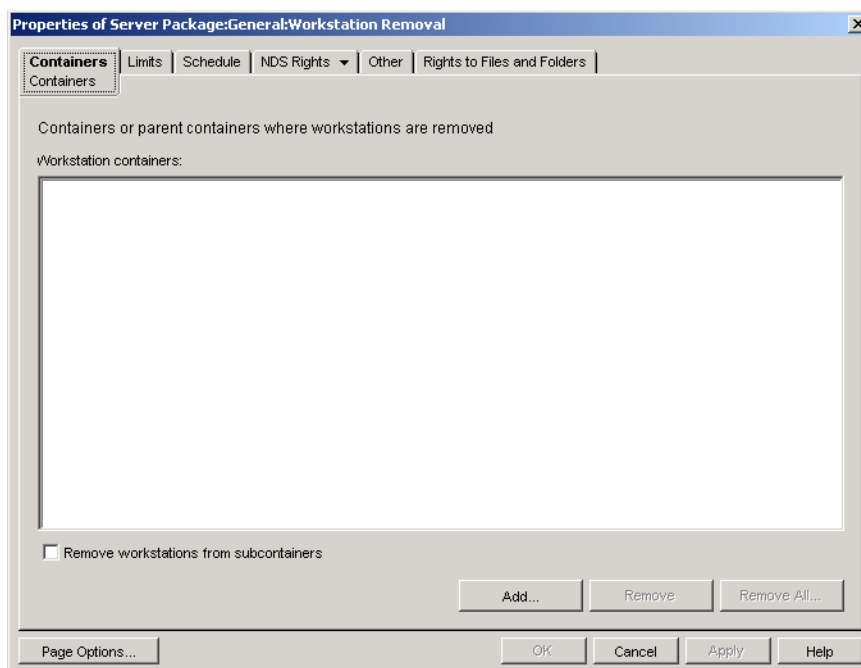 Properties of Server Package:General:Workstation Removal
Containers Limits Schedule NDS Rights Other Rights to Files and Folders
Containers
Containers or parent containers where workstations are removed
Workstation containers:
Remove workstations from subcontainers
Add... Remove Remove All...
Page Options... OK Cancel Apply Help